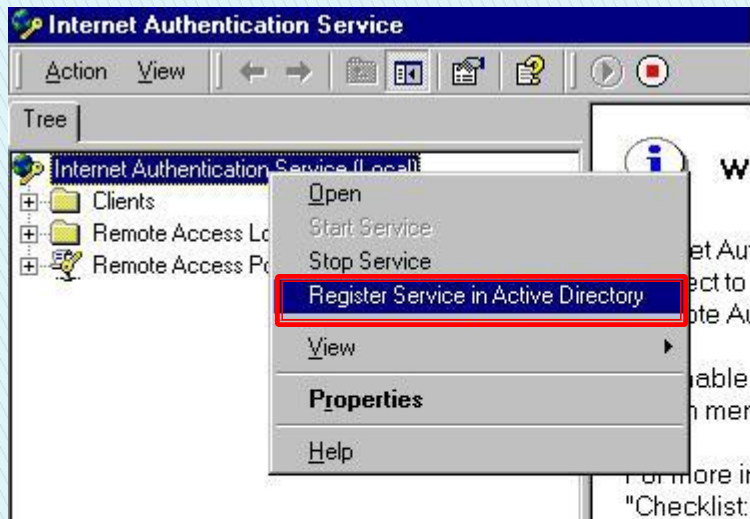 Internet Authentication Service
Action View
Tree
Internet Authentication Service (Local)
Clients
Remote Access Lo
Remote Access Po
Open
Start Service
Stop Service
Register Service in Active Directory
View
Properties
Help
W
et Au
ect to
ote Au
able
n mer
For more in
"Checklist: